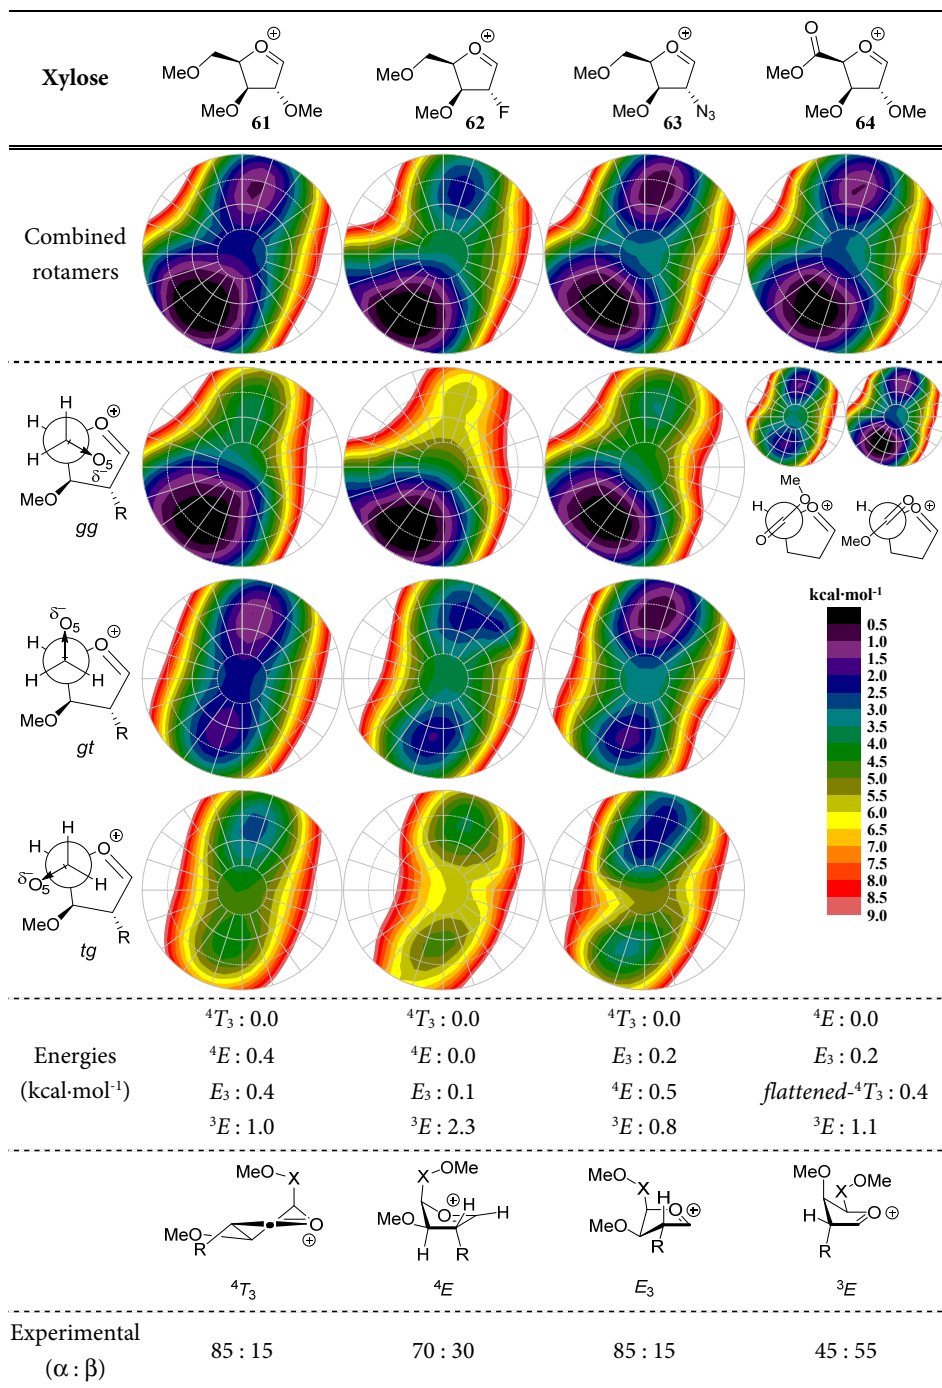 Xylose
O
⊕
MeO
MeO
OMe
61
O
⊕
MeO
MeO
F
62
O
⊕
MeO
MeO
N₃
63
O
O
⊕
MeO
MeO
OMe
64
Combined
rotamers
H
⊕
H
O
O₅
δ⁻
MeO
R
gg
Me
O
H
O
⊕
O
H
O
O
⊕
MeO
δ⁻
O₅
⊕
H
O
H
H
MeO
R
gt
kcal·mol⁻¹
0.5
1.0
1.5
2.0
2.5
3.0
3.5
4.0
4.5
5.0
5.5
6.0
6.5
7.0
7.5
8.0
8.5
9.0
H
⊕
H
O
δ⁻
O₅
H
MeO
R
tg
Energies
(kcal·mol⁻¹)
⁴T₃ : 0.0
⁴E : 0.4
E₃ : 0.4
³E : 1.0
⁴T₃ : 0.0
⁴E : 0.0
E₃ : 0.1
³E : 2.3
⁴T₃ : 0.0
E₃ : 0.2
⁴E : 0.5
³E : 0.8
⁴E : 0.0
E₃ : 0.2
flattened-⁴T₃ : 0.4
³E : 1.1
MeO
X
MeO
O
R
⊕
⁴T₃
X
OMe
⊕
H
O
H
MeO
H
R
⁴E
MeO
X
H
O
⊕
MeO
R
E₃
MeO
X
OMe
H
O
⊕
R
³E
Experimental
(α : β)
85 : 15
70 : 30
85 : 15
45 : 55